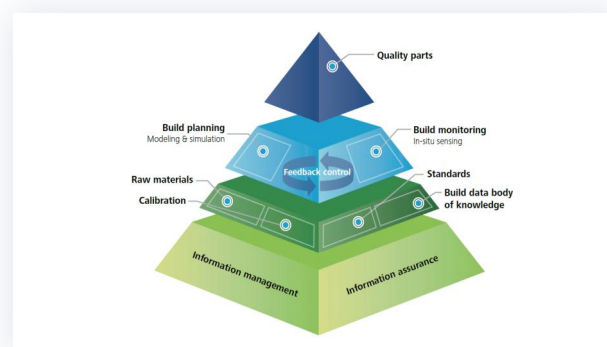 Quality parts
Build planning
Modeling & simulation
Build monitoring
In-situ sensing
Feedback control
Raw materials
Standards
Calibration
Build data body
of knowledge
Information management
Information assurance